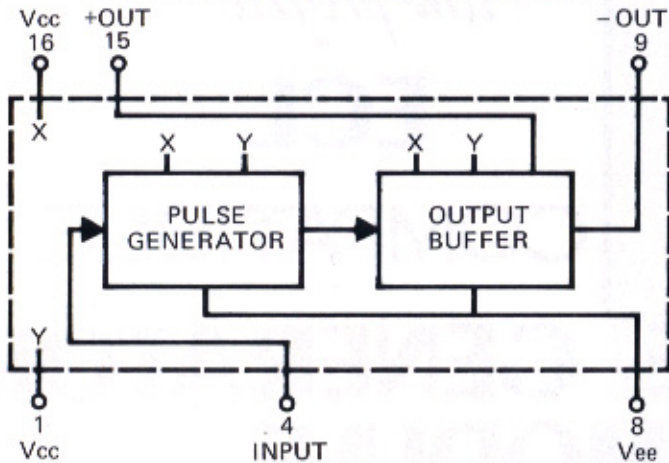 Vcc +OUT -OUT
16 15 9
X
X Y X Y
PULSE GENERATOR
OUTPUT BUFFER
Y
1 4 8
Vcc INPUT Vee